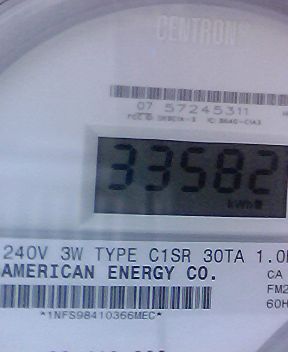 CENTRON®
07 57245311
33582
kWh
240V 3W TYPE C1SR 30TA 1.0
AMERICAN ENERGY CO.
CA
FM2
60H
*1NFS98410366MEC*